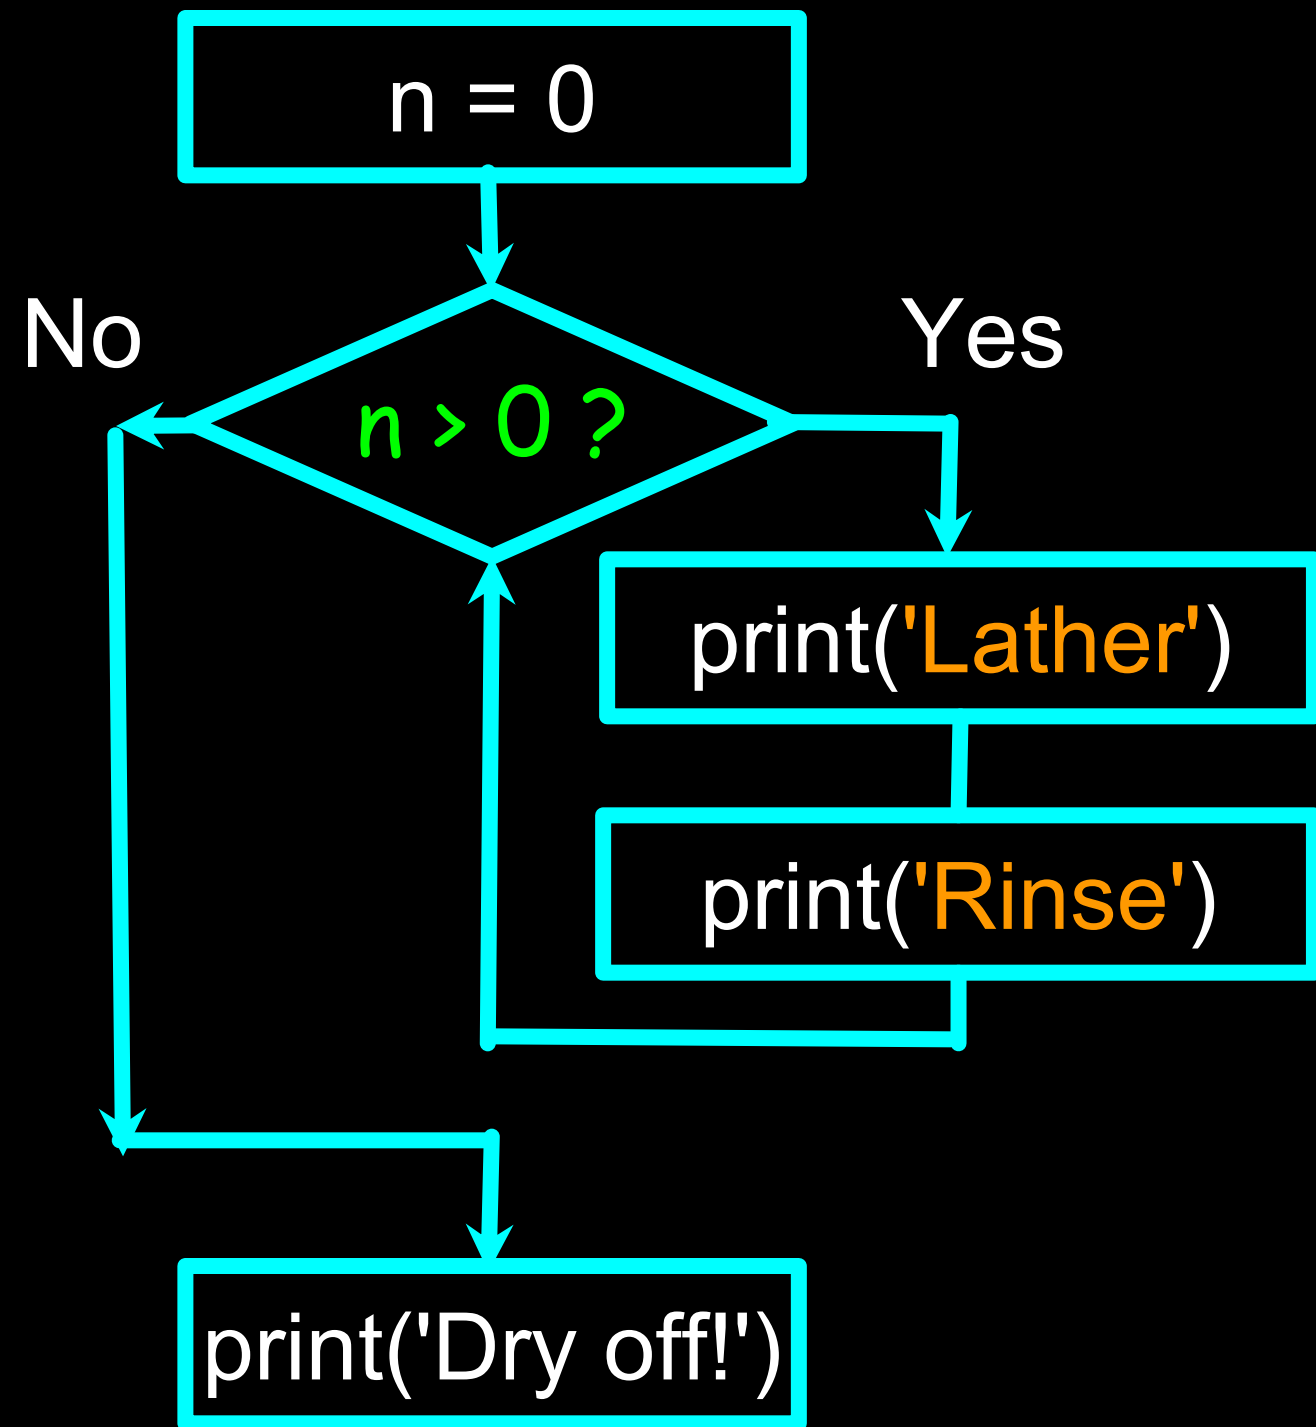 n = 0
No
Yes
n > 0 ?
print('Lather')
print('Rinse')
print('Dry off!')